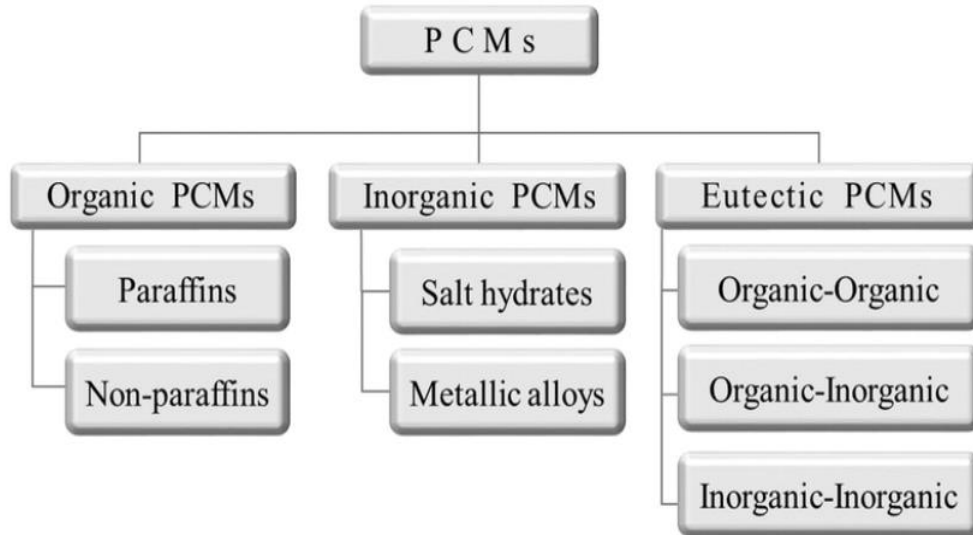 PCMs
Organic PCMs
Paraffins
Non-paraffins
Inorganic PCMs
Salt hydrates
Metallic alloys
Eutectic PCMs
Organic-Organic
Organic-Inorganic
Inorganic-Inorganic